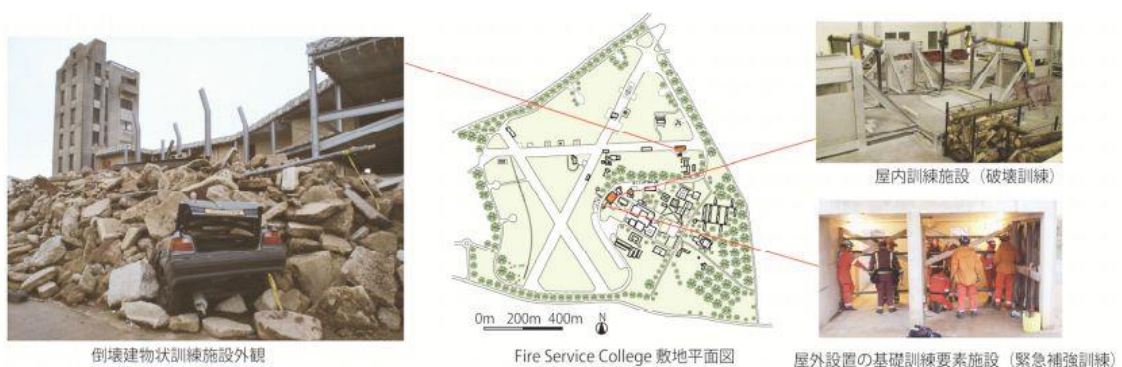 倒壊建物状訓練施設外観
0m 200m 400m
N
Fire Service College 敷地平面図
屋内訓練施設（破壊訓練）
屋外設置の基礎訓練要素施設（緊急補強訓練）